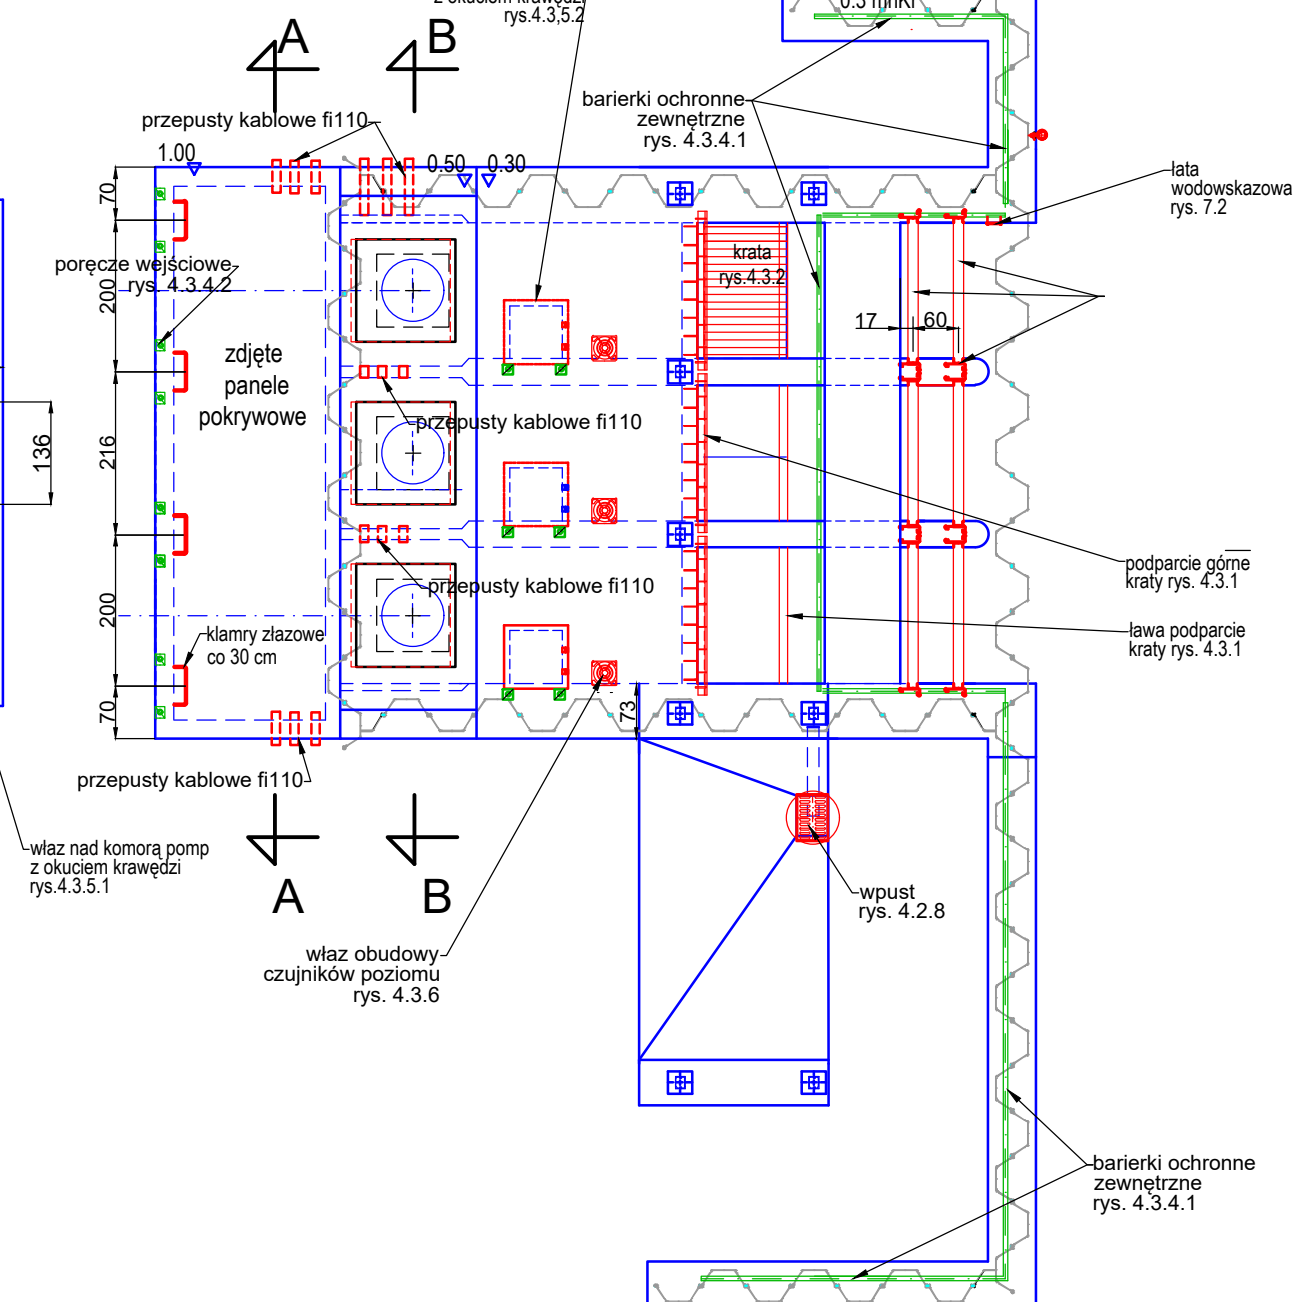 z okuciem krawędzi
rys.4.3,5.2
A
B
barierki ochronne
zewnętrzne
rys. 4.3.4.1
przepusty kablowe fi110
1.00
0.50
0.30
łata
wodowskazowa
rys. 7.2
70
200
216
200
70
136
poręcze wejściowe
rys. 4.3.4.2
krata
rys.4.3.2
17
60
zdjęte
panele
pokrywowe
przepusty kablowe fi110
przepusty kablowe fi110
podparcie górne
kraty rys. 4.3.1
klamry złazowe
co 30 cm
ława podparcie
kraty rys. 4.3.1
73
przepusty kablowe fi110
właz nad komorą pomp
z okuciem krawędzi
rys.4.3.5.1
A
B
wpust
rys. 4.2.8
właz obudowy
czujników poziomu
rys. 4.3.6
barierki ochronne
zewnętrzne
rys. 4.3.4.1